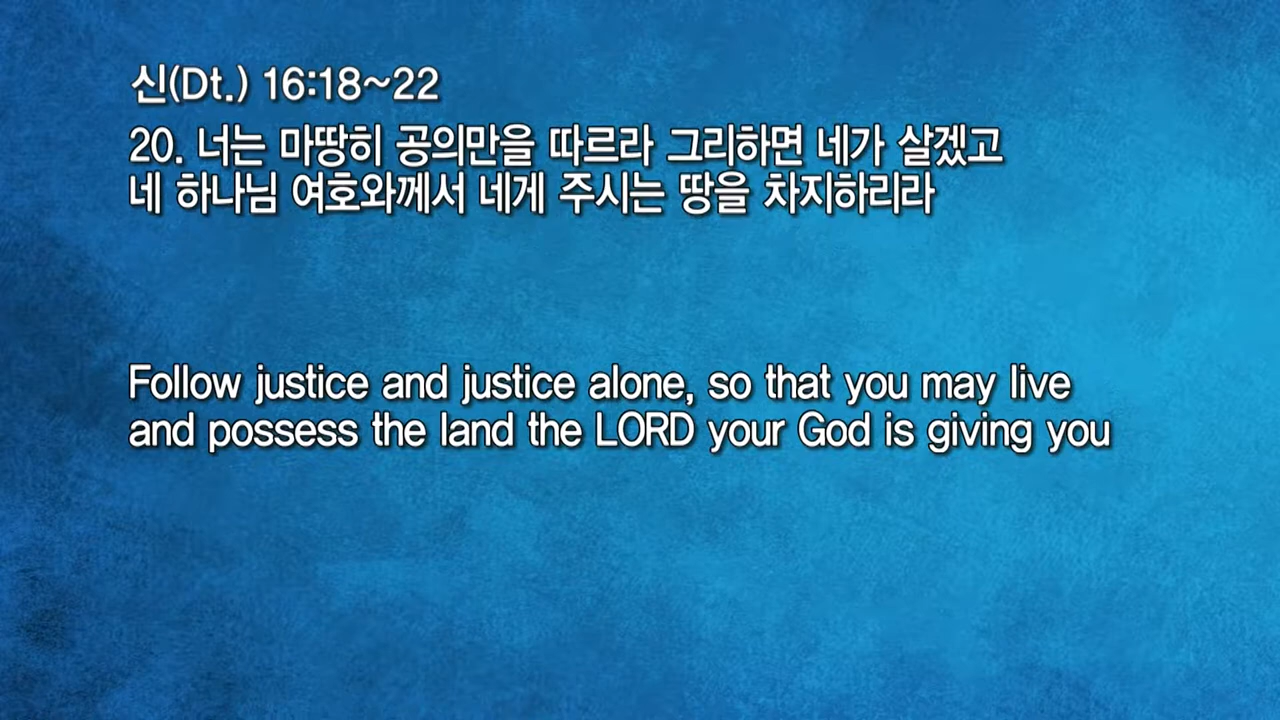 신(Dt.) 16:18~22
20. 너는 마땅히 공의만을 따르라 그리하면 네가 살겠고
네 하나님 여호와께서 네게 주시는 땅을 차지하리라
Follow justice and justice alone, so that you may live
and possess the land the LORD your God is giving you